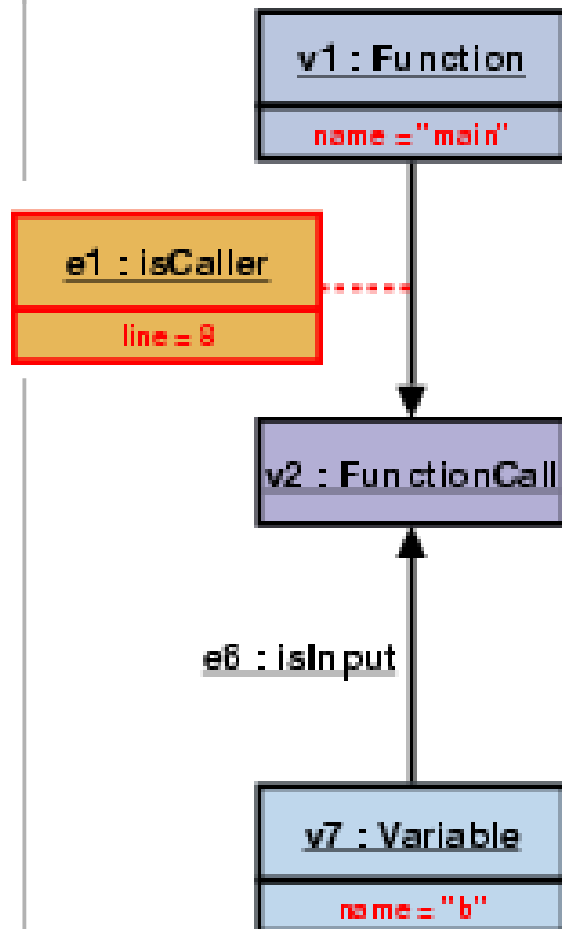 v1 : Function
name = "main"
e1 : isCaller
line = 8
v2 : FunctionCall
e6 : isInput
v7 : Variable
name = "b"